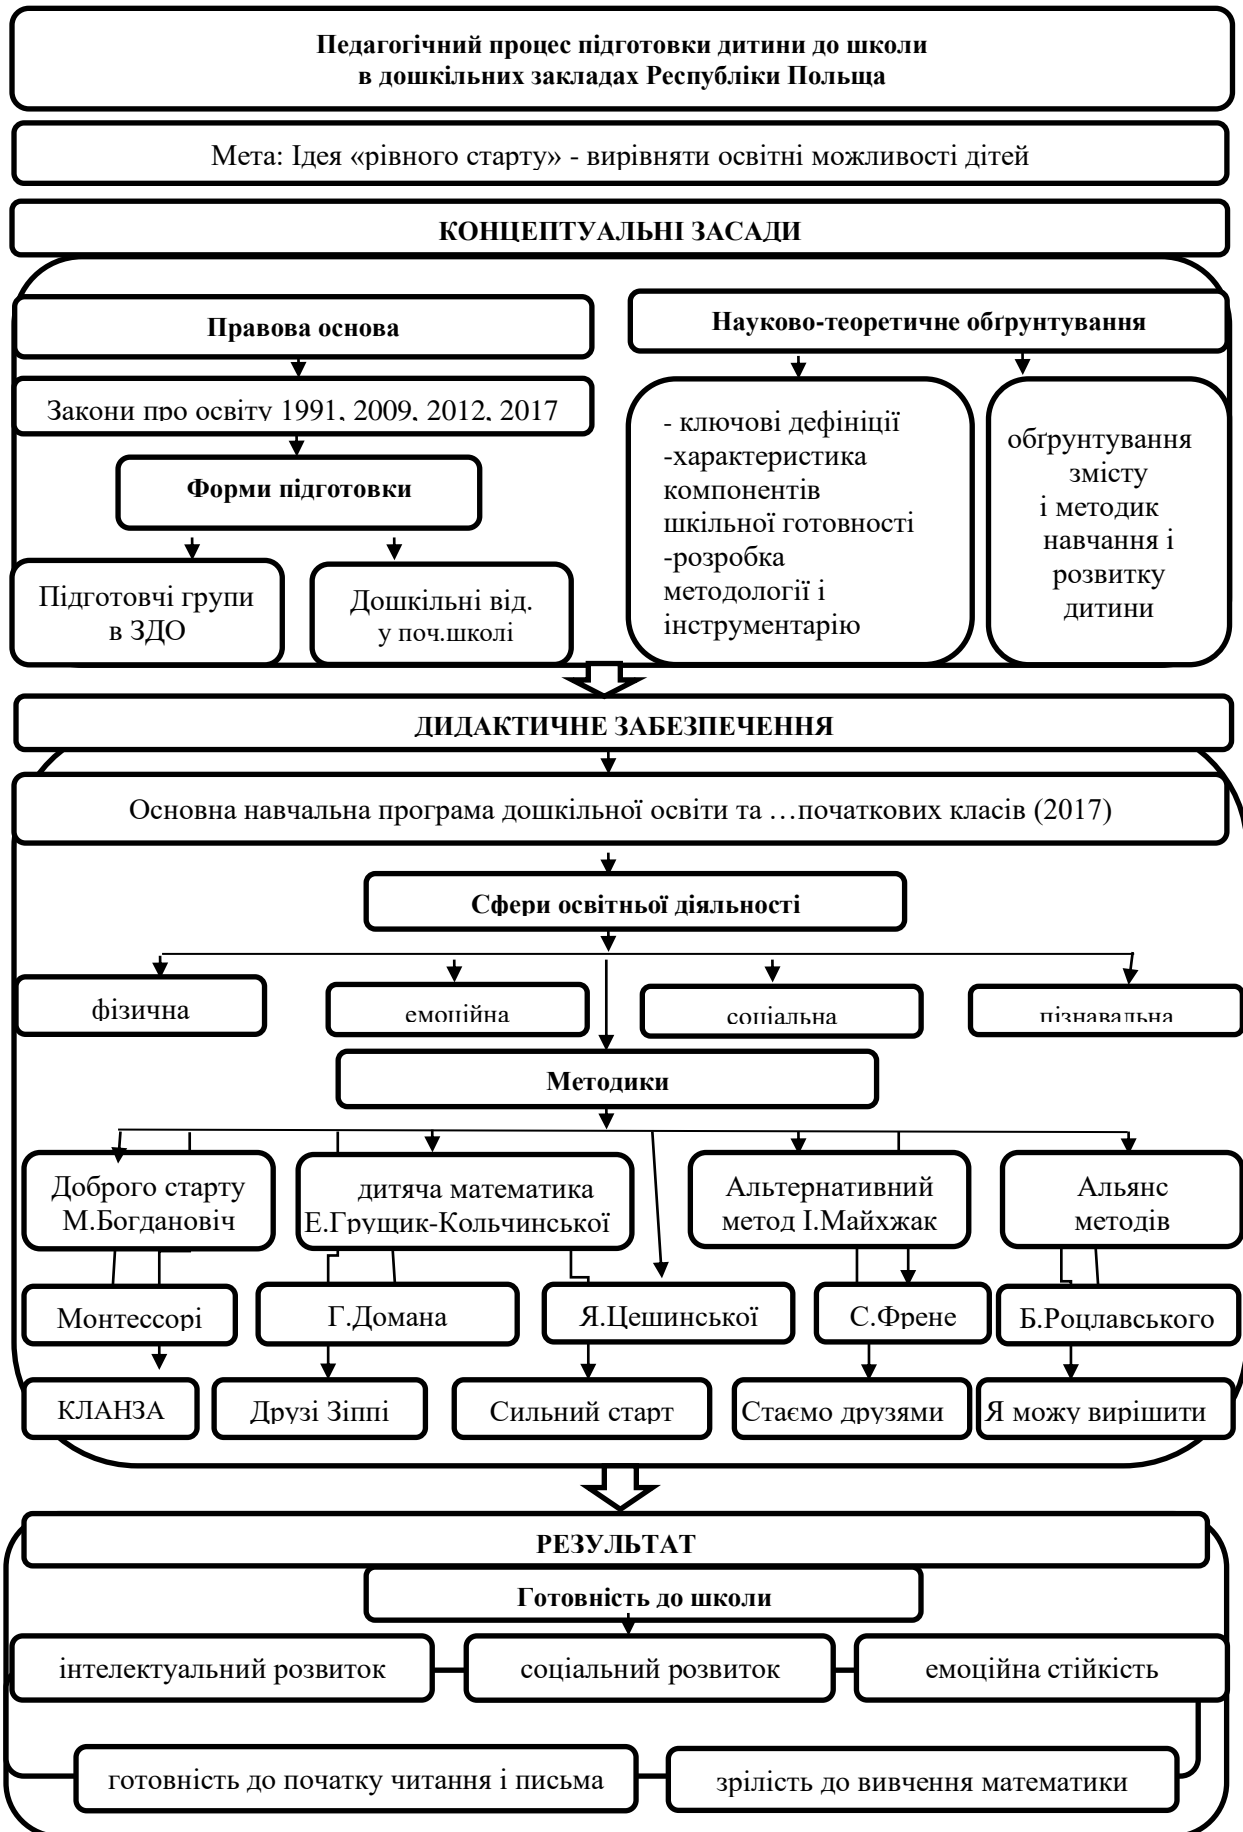 Педагогічний процес підготовки дитини до школи
в дошкільних закладах Республіки Польща
Мета: Ідея «рівного старту» - вирівняти освітні можливості дітей
КОНЦЕПТУАЛЬНІ ЗАСАДИ
Правова основа
Закони про освіту 1991, 2009, 2012, 2017
Форми підготовки
Підготовчі групи
в ЗДО
Дошкільні від.
у поч.школі
Науково-теоретичне обґрунтування
- ключові дефініції
-характеристика
компонентів
шкільної готовності
-розробка
методології і
інструментарію
обґрунтування
змісту
і методик
навчання і
розвитку
дитини
ДИДАКТИЧНЕ ЗАБЕЗПЕЧЕННЯ
Основна навчальна програма дошкільної освіти та …початкових класів (2017)
Сфери освітньої діяльності
фізична
емоційна
соціальна
пізнавальна
Методики
Доброго старту
М.Богдановіч
дитяча математика
Е.Грущик-Кольчинської
Альтернативний
метод І.Майхжак
Альянс
методів
Монтессорі
Г.Домана
Я.Цешинської
С.Френе
Б.Роцлавського
КЛАНЗА
Друзі Зіппі
Сильний старт
Стаємо друзями
Я можу вирішити
РЕЗУЛЬТАТ
Готовність до школи
інтелектуальний розвиток
соціальний розвиток
емоційна стійкість
готовність до початку читання і письма
зрілість до вивчення математики